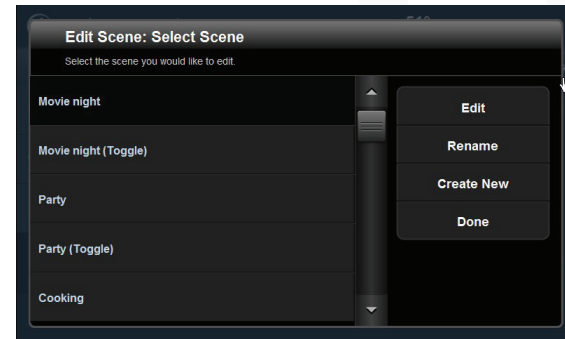 Edit Scene: Select Scene
Select the scene you would like to edit.
Movie night
Movie night (Toggle)
Party
Party (Toggle)
Cooking
Edit
Rename
Create New
Done